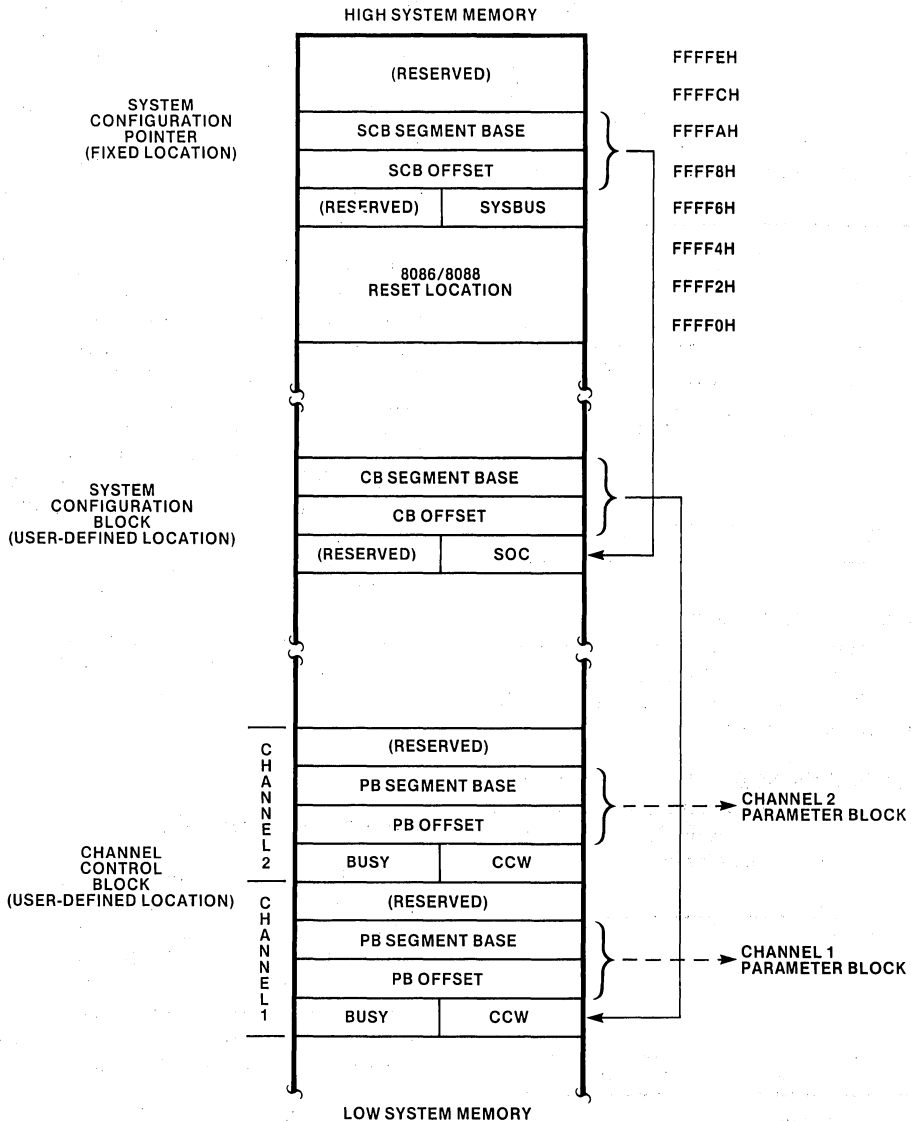 HIGH SYSTEM MEMORY
SYSTEM
CONFIGURATION
POINTER
(FIXED LOCATION)
(RESERVED)
SCB SEGMENT BASE
SCB OFFSET
(RESERVED) SYSBUS
8086/8088
RESET LOCATION
FFFFEH
FFFFCH
FFFFAH
FFFF8H
FFFF6H
FFFF4H
FFFF2H
FFFF0H
SYSTEM
CONFIGURATION
BLOCK
(USER-DEFINED LOCATION)
CB SEGMENT BASE
CB OFFSET
(RESERVED) SOC
CHANNEL
CONTROL
BLOCK
(USER-DEFINED LOCATION)
CHANNEL 2
(RESERVED)
PB SEGMENT BASE
PB OFFSET
BUSY CCW
CHANNEL 2
PARAMETER BLOCK
CHANNEL 1
(RESERVED)
PB SEGMENT BASE
PB OFFSET
BUSY CCW
CHANNEL 1
PARAMETER BLOCK
LOW SYSTEM MEMORY